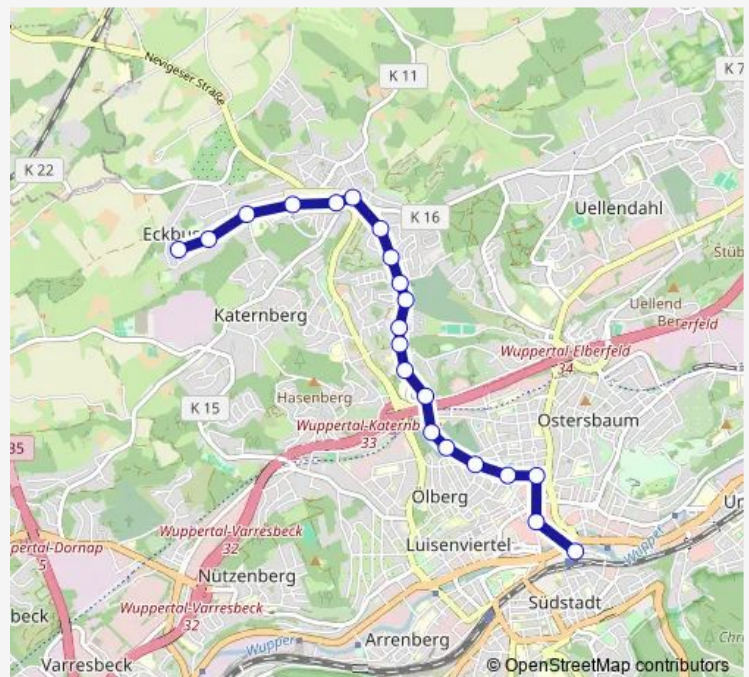 K 7
Nevigeser Straße
K 11
K 22
K 16
Uellendahl
Eckbus
Katernberg
Uellend
Wuppertal-Elberfeld
34
Hasenberg
K 15
Wuppertal-Katernb
33
Ostersbaum
Ölberg
Wuppertal-Varresbeck
32
Luisenviertel
pertal-Dornap
5
Nützenberg
Wupper
Südstadt
beck
Wuppertal-Varresbeck
32
Wupper
Arrenberg
Varresbeck
© OpenStreetMap contributors